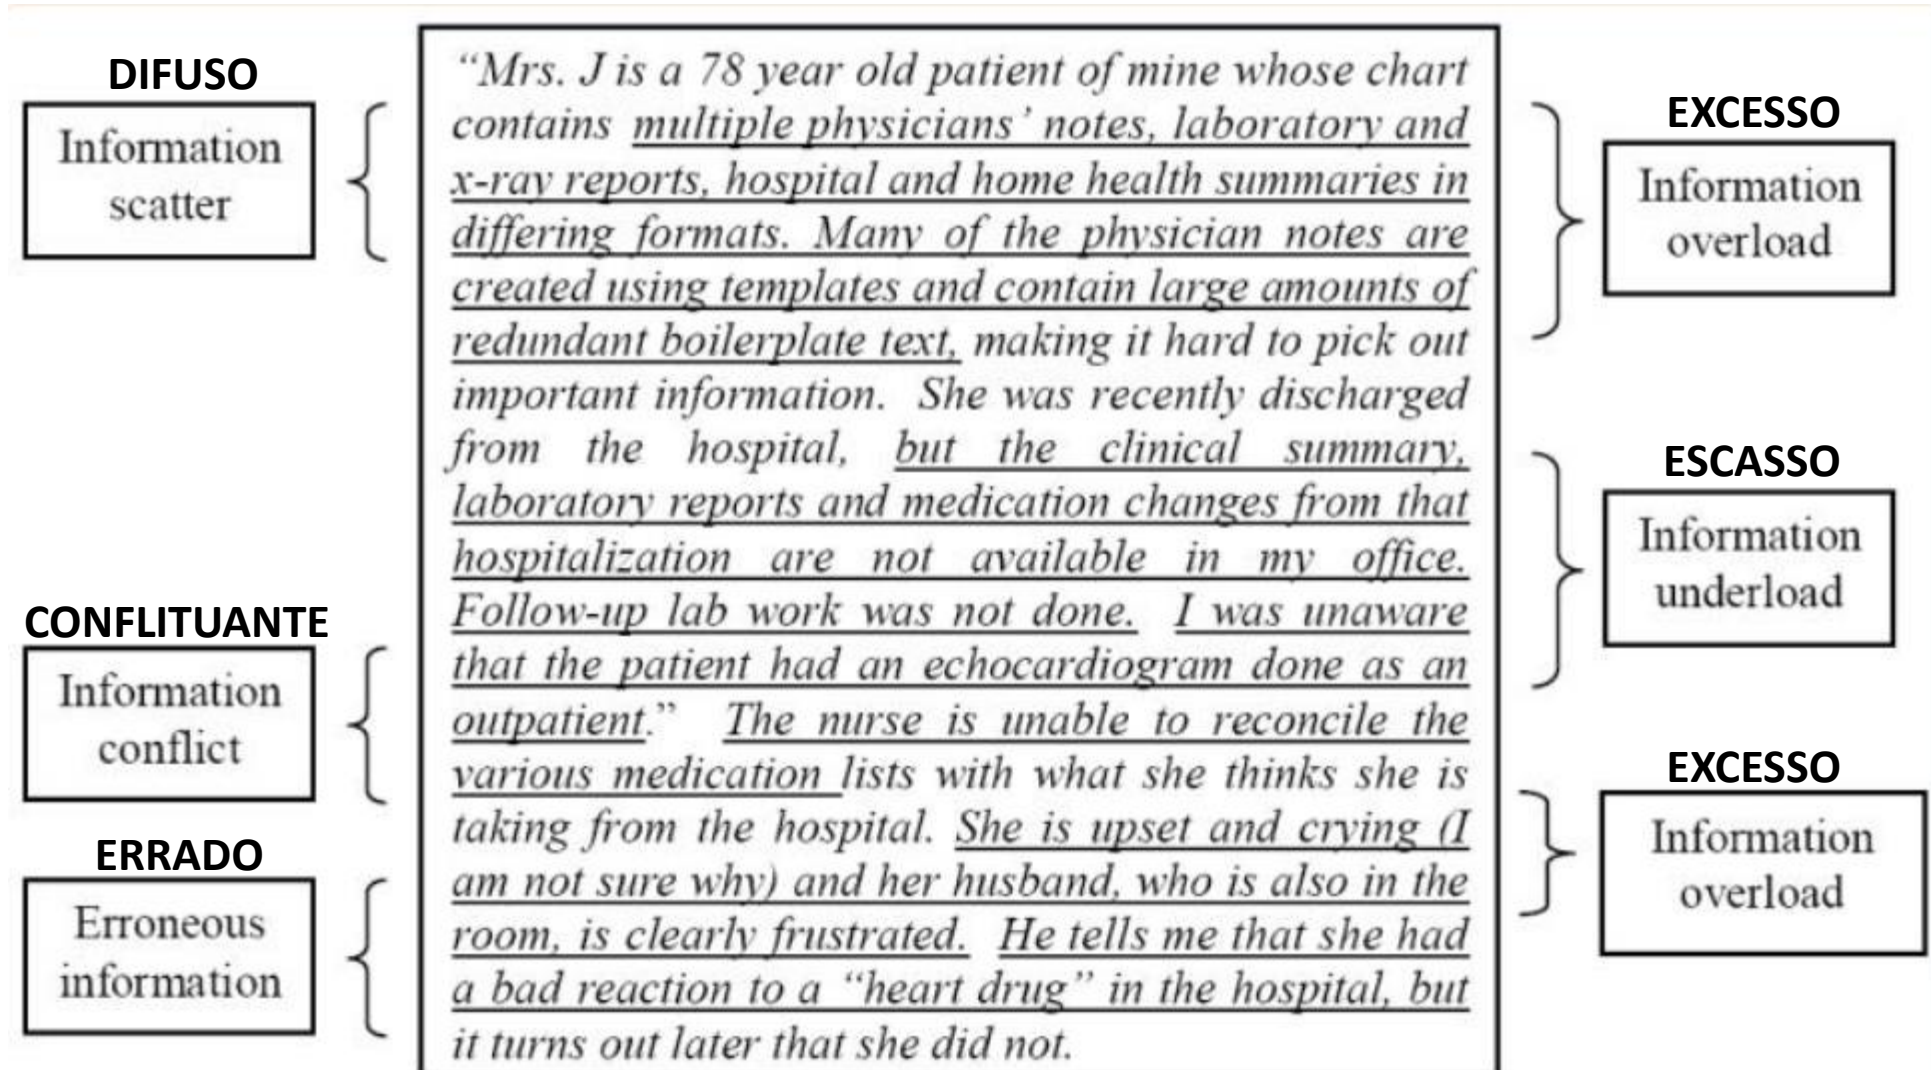 DIFUSO
Information
scatter
CONFLITUANTE
Information
conflict
ERRADO
Erroneous
information
“Mrs. J is a 78 year old patient of mine whose chart
contains multiple physicians’ notes, laboratory and
x-ray reports, hospital and home health summaries in
differing formats. Many of the physician notes are
created using templates and contain large amounts of
redundant boilerplate text, making it hard to pick out
important information. She was recently discharged
from the hospital, but the clinical summary,
laboratory reports and medication changes from that
hospitalization are not available in my office.
Follow-up lab work was not done. I was unaware
that the patient had an echocardiogram done as an
outpatient.” The nurse is unable to reconcile the
various medication lists with what she thinks she is
taking from the hospital. She is upset and crying (I
am not sure why) and her husband, who is also in the
room, is clearly frustrated. He tells me that she had
a bad reaction to a “heart drug” in the hospital, but
it turns out later that she did not.
EXCESSO
Information
overload
ESCASSO
Information
underload
EXCESSO
Information
overload